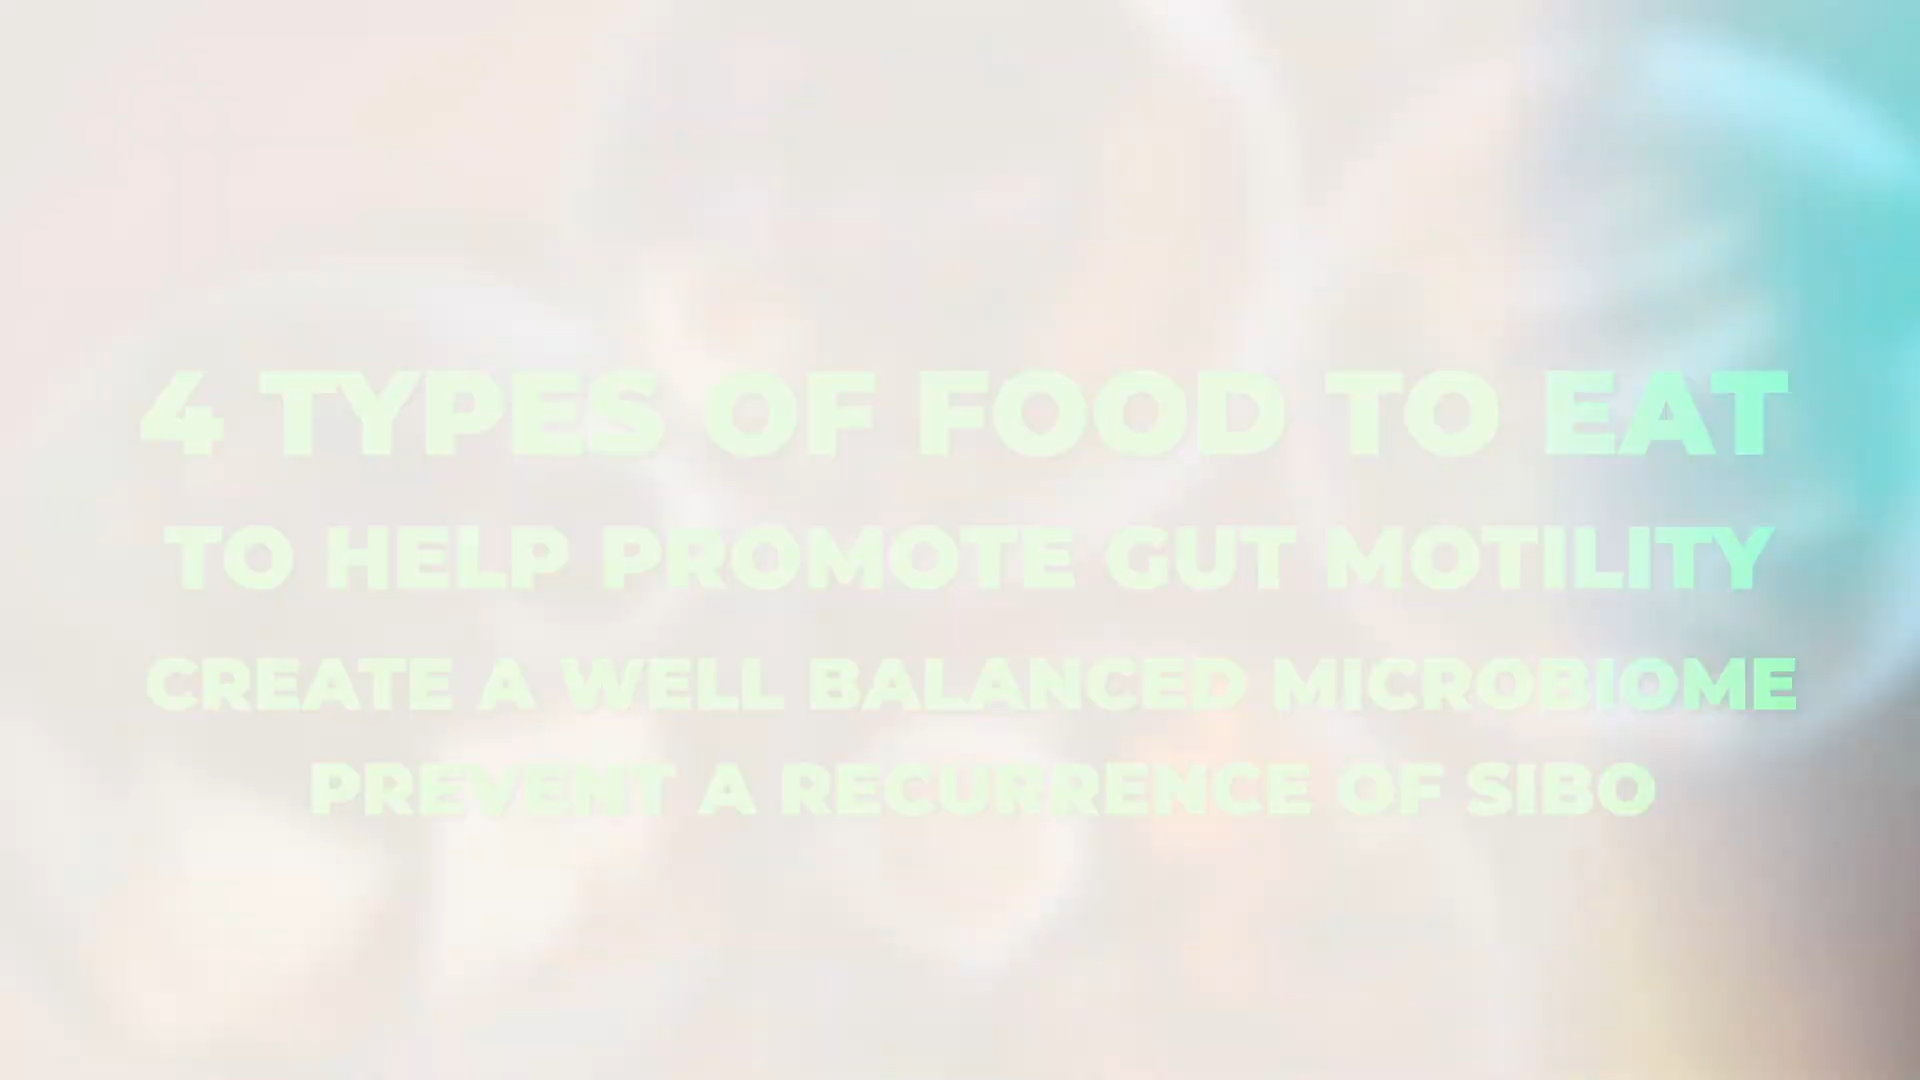 4 TYPES OF FOOD TO EAT
TO HELP PROMOTE GUT MOTILITY
CREATE A WELL BALANCED MICROBIOME
PREVENT A RECURRENCE OF SIBO